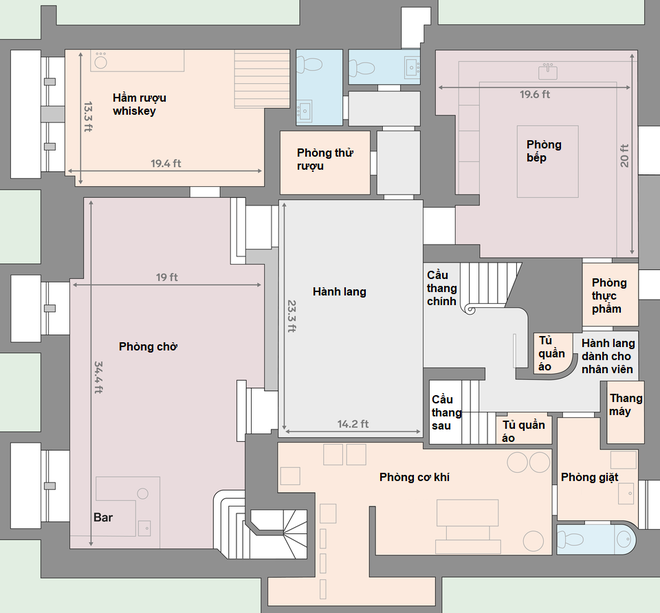 Hầm rượu
whiskey
13.3 ft
19.4 ft
Phòng thử
rượu
19.6 ft
Phòng
bếp
20 ft
19 ft
Phòng chờ
34.4 ft
Bar
Hành lang
23.3 ft
14.2 ft
Cầu
thang
chính
Phòng
thực
phẩm
Tủ
quần
áo
Hành lang
dành cho
nhân viên
Cầu
thang
sau
Tủ quần
áo
Thang
máy
Phòng cơ khí
Phòng giặt